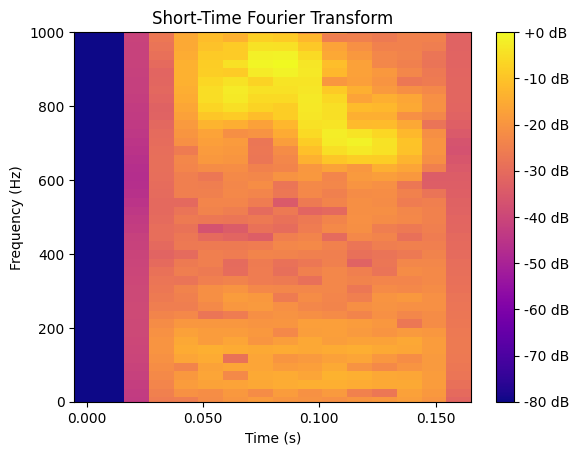 Short-Time Fourier Transform
1000
800
600
400
200
0
Frequency (Hz)
0.000
0.050
0.100
0.150
Time (s)
+0 dB
-10 dB
-20 dB
-30 dB
-40 dB
-50 dB
-60 dB
-70 dB
-80 dB